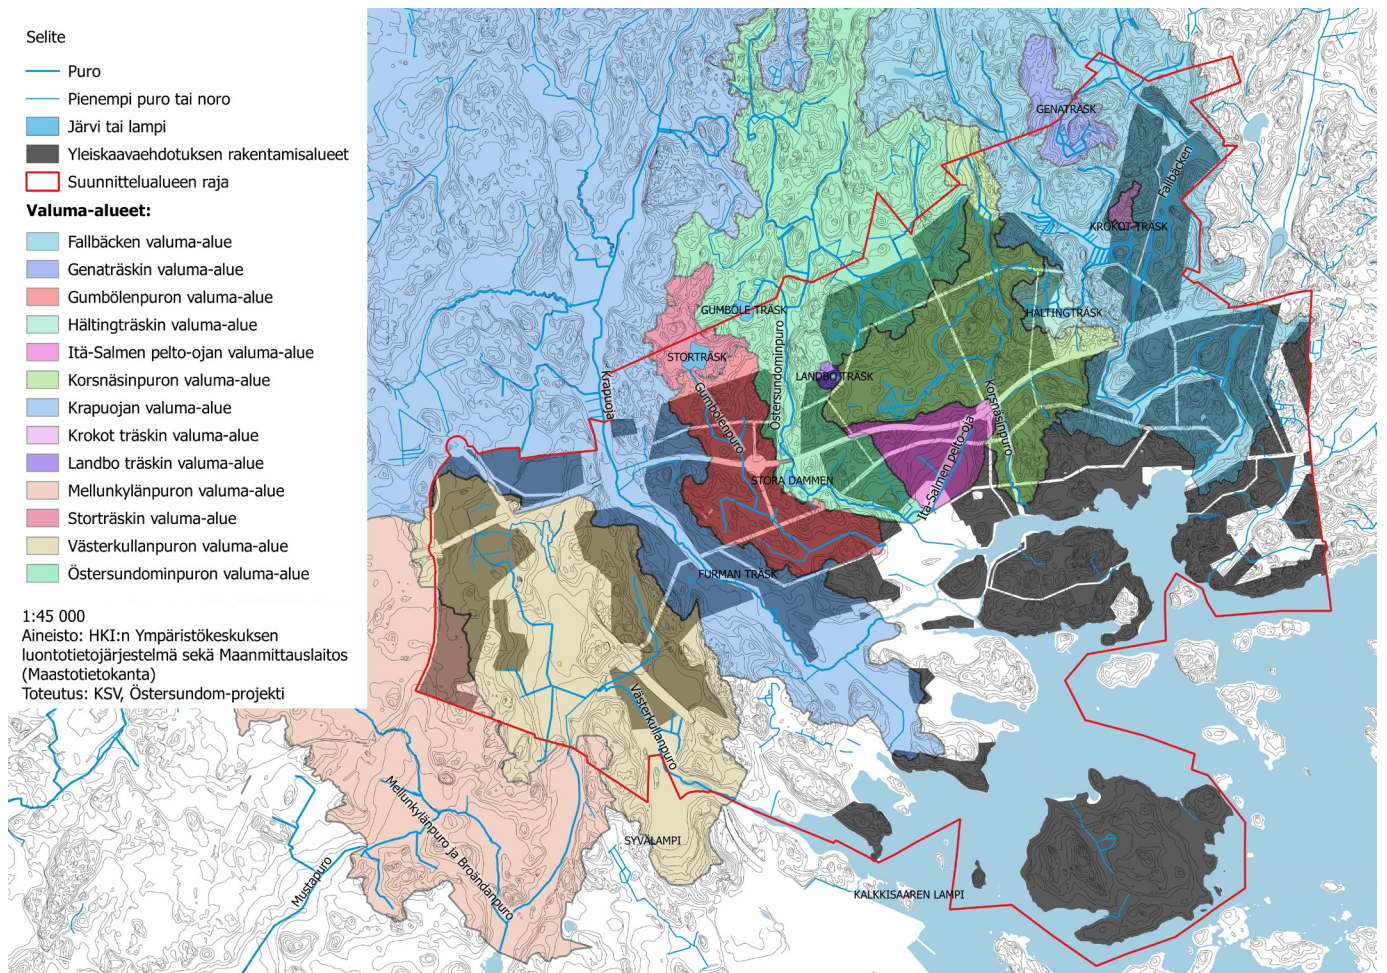 Selite
Puro
Pienempi puro tai noro
Järvi tai lampi
Yleiskaavaehdotuksen rakentamisalueet
Suunnittelualueen raja
Valuma-alueet:
Fallbäcken valuma-alue
Genaträskin valuma-alue
Gumbölenpuron valuma-alue
Hältingträskin valuma-alue
Itä-Salmen pelto-ojan valuma-alue
Korsnäsinpuron valuma-alue
Krapuojan valuma-alue
Krokot träskin valuma-alue
Landbo träskin valuma-alue
Mellunkylänpuron valuma-alue
Storträskin valuma-alue
Västerkullanpuron valuma-alue
Östersundominpuron valuma-alue
1:45 000
Aineisto: HKI:n Ympäristökeskuksen
luontotietojärjestelmä sekä Maanmittauslaitos
(Maastotietokanta)
Toteutus: KSV, Östersundom-projekti
GENATRÄSK
Fallbäcken
KROKOT TRÄSK
GUMBÖLE TRÄSK
HÄLTINGTRÄSK
Östersundominpuro
STORTRÄSK
LANDBO TRÄSK
Krapuoja
Gumbölenpuro
Korsnäsinpuro
Itä-Salmen pelto-oja
STORA DAMMEN
FURMAN TRÄSK
Västerkullanpuro
Mellunkylänpuro ja Broändanpuro
SYVÄLAMPI
Mustapuro
KALKKISAAREN LAMPI